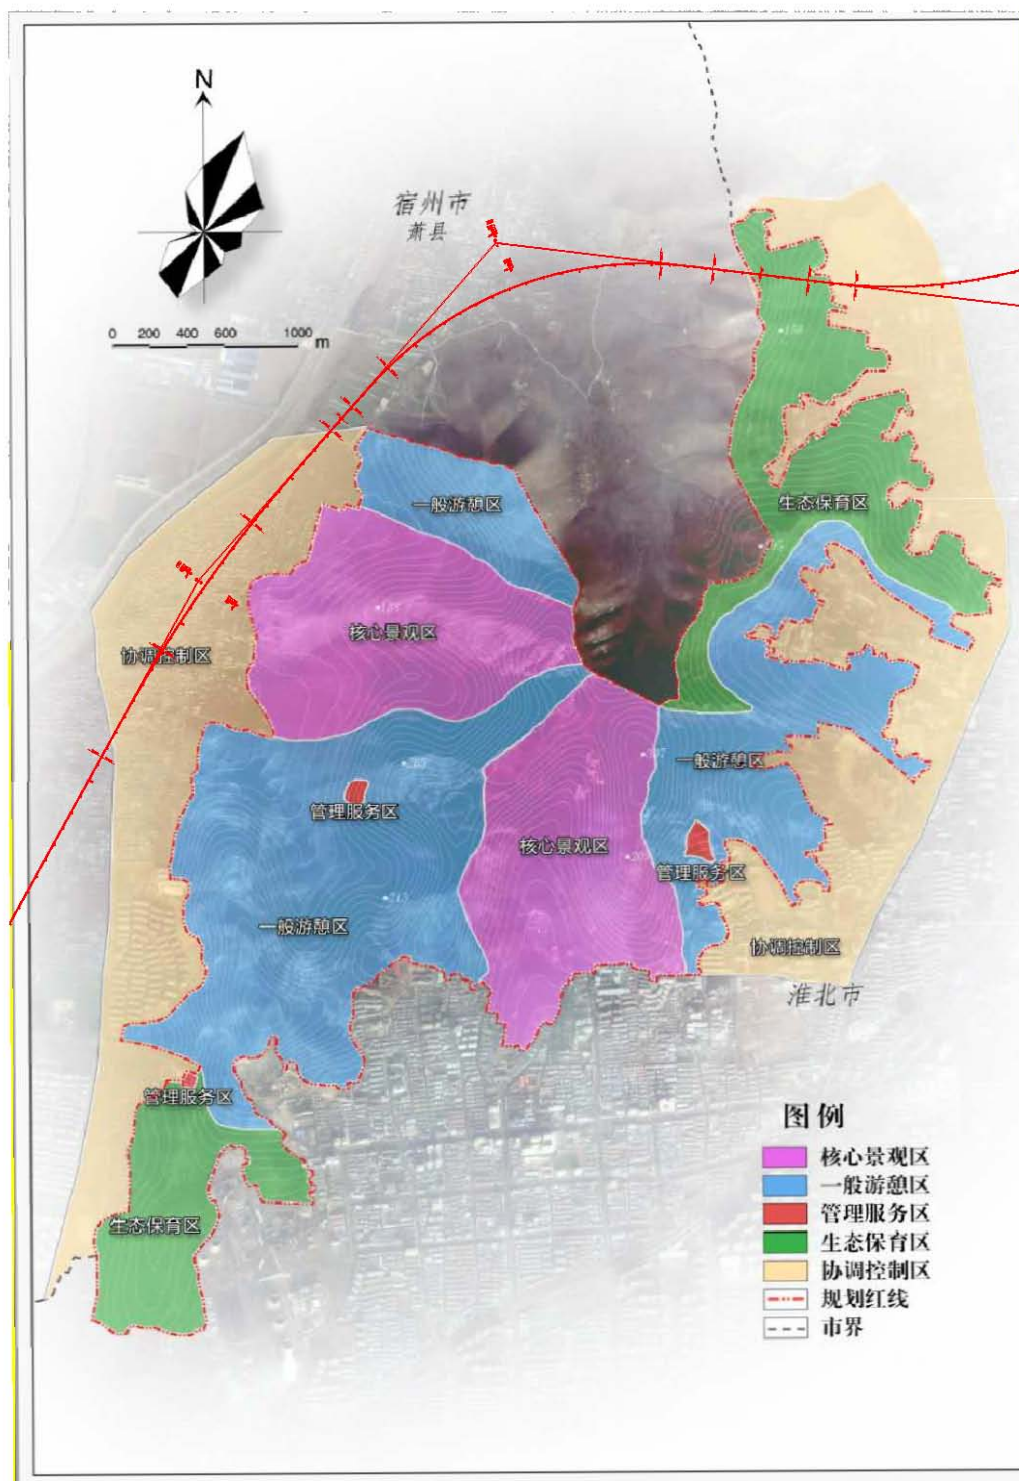 N
宿州市
萧县
0 200 400 600 1000 m
158
一般游憩区
生态保育区
核心景观区
协调控制区
一般游憩区
管理服务区
核心景观区
管理服务区
243
一般游憩区
协调控制区
淮北市
管理服务区
生态保育区
图例
核心景观区
一般游憩区
管理服务区
生态保育区
协调控制区
规划红线
市界